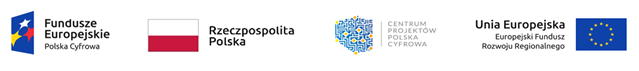 Fundusze
Europejskie
Polska Cyfrowa
Rzeczpospolita
Polska
CENTRUM
PROJEKTÓW
POLSKA
CYFROWA
Unia Europejska
Europejski Fundusz
Rozwoju Regionalnego